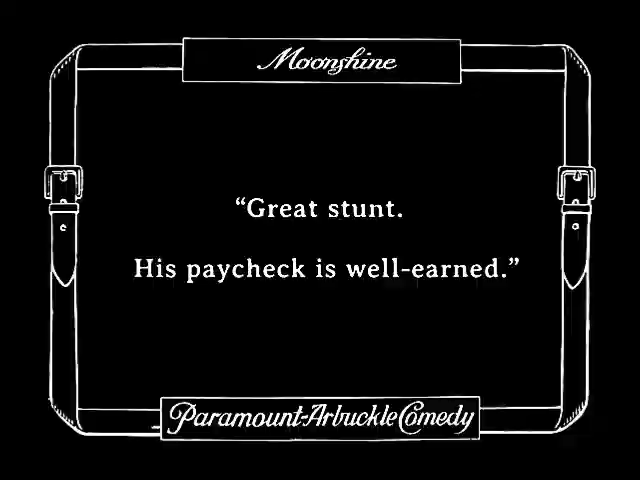 Moonshine
“Great stunt.
His paycheck is well-earned.”
Paramount-Arbuckle Comedy